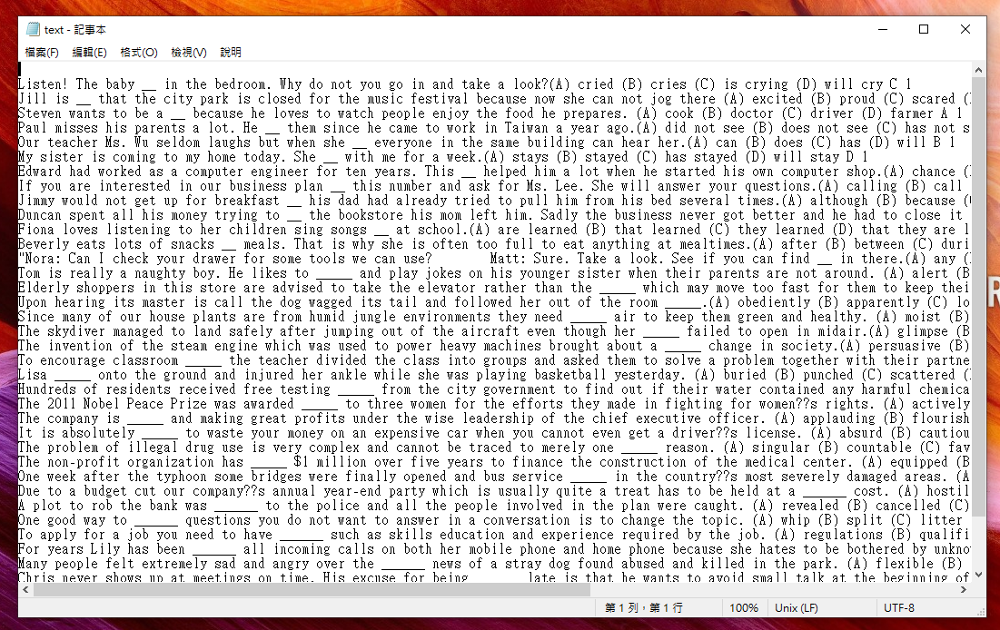 text - 記事本
檔案(F) 編輯(E) 格式(O) 檢視(V) 說明
Listen! The baby __ in the bedroom. Why do not you go in and take a look?(A) cried (B) cries (C) is crying (D) will cry C 1
Jill is __ that the city park is closed for the music festival because now she can not jog there (A) excited (B) proud (C) scared (
Steven wants to be a __ because he loves to watch people enjoy the food he prepares. (A) cook (B) doctor (C) driver (D) farmer A 1
Paul misses his parents a lot. He __ them since he came to work in Taiwan a year ago.(A) did not see (B) does not see (C) has not s
Our teacher Ms. Wu seldom laughs but when she __ everyone in the same building can hear her.(A) can (B) does (C) has (D) will B 1
My sister is coming to my home today. She __ with me for a week.(A) stays (B) stayed (C) has stayed (D) will stay D 1
Edward had worked as a computer engineer for ten years. This __ helped him a lot when he started his own computer shop.(A) chance (
If you are interested in our business plan __ this number and ask for Ms. Lee. She will answer your questions.(A) calling (B) call
Jimmy would not get up for breakfast __ his dad had already tried to pull him from his bed several times.(A) although (B) because (
Duncan spent all his money trying to __ the bookstore his mom left him. Sadly the business never got better and he had to close it
Fiona loves listening to her children sing songs __ at school.(A) are learned (B) that learned (C) they learned (D) that they are l
Beverly eats lots of snacks __ meals. That is why she is often too full to eat anything at mealtimes.(A) after (B) between (C) duri
"Nora: Can I check your drawer for some tools we can use? Matt: Sure. Take a look. See if you can find __ in there.(A) any (
Tom is really a naughty boy. He likes to _____ and play jokes on his younger sister when their parents are not around. (A) alert (B
Elderly shoppers in this store are advised to take the elevator rather than the _____ which may move too fast for them to keep thei
Upon hearing its master is call the dog wagged its tail and followed her out of the room _____.(A) obediently (B) apparently (C) lo
Since many of our house plants are from humid jungle environments they need _____ air to keep them green and healthy. (A) moist (B)
The skydiver managed to land safely after jumping out of the aircraft even though her _____ failed to open in midair.(A) glimpse (B
The invention of the steam engine which was used to power heavy machines brought about a _____ change in society.(A) persuasive (B)
To encourage classroom _____ the teacher divided the class into groups and asked them to solve a problem together with their partne
Lisa _____ onto the ground and injured her ankle while she was playing basketball yesterday. (A) buried (B) punched (C) scattered (
Hundreds of residents received free testing _____ from the city government to find out if their water contained any harmful chemica
The 2011 Nobel Peace Prize was awarded _____ to three women for the efforts they made in fighting for women??s rights. (A) actively
The company is _____ and making great profits under the wise leadership of the chief executive officer. (A) applauding (B) flourish
It is absolutely _____ to waste your money on an expensive car when you cannot even get a driver??s license. (A) absurd (B) cautiou
The problem of illegal drug use is very complex and cannot be traced to merely one _____ reason. (A) singular (B) countable (C) fav
The non-profit organization has _____ $1 million over five years to finance the construction of the medical center. (A) equipped (B
One week after the typhoon some bridges were finally opened and bus service _____ in the country??s most severely damaged areas. (A
Due to a budget cut our company??s annual year-end party which is usually quite a treat has to be held at a ______ cost. (A) hostil
A plot to rob the bank was ______ to the police and all the people involved in the plan were caught. (A) revealed (B) cancelled (C)
One good way to ______ questions you do not want to answer in a conversation is to change the topic. (A) whip (B) split (C) litter
To apply for a job you need to have ______ such as skills education and experience required by the job. (A) regulations (B) qualifi
For years Lily has been ______ all incoming calls on both her mobile phone and home phone because she hates to be bothered by unkno
Many people felt extremely sad and angry over the ______ news of a stray dog found abused and killed in the park. (A) flexible (B)
Chris never shows up at meetings on time. His excuse for being ______ late is that he wants to avoid small talk at the beginning of
第 1 列，第 1 行 100% Unix (LF) UTF-8
R